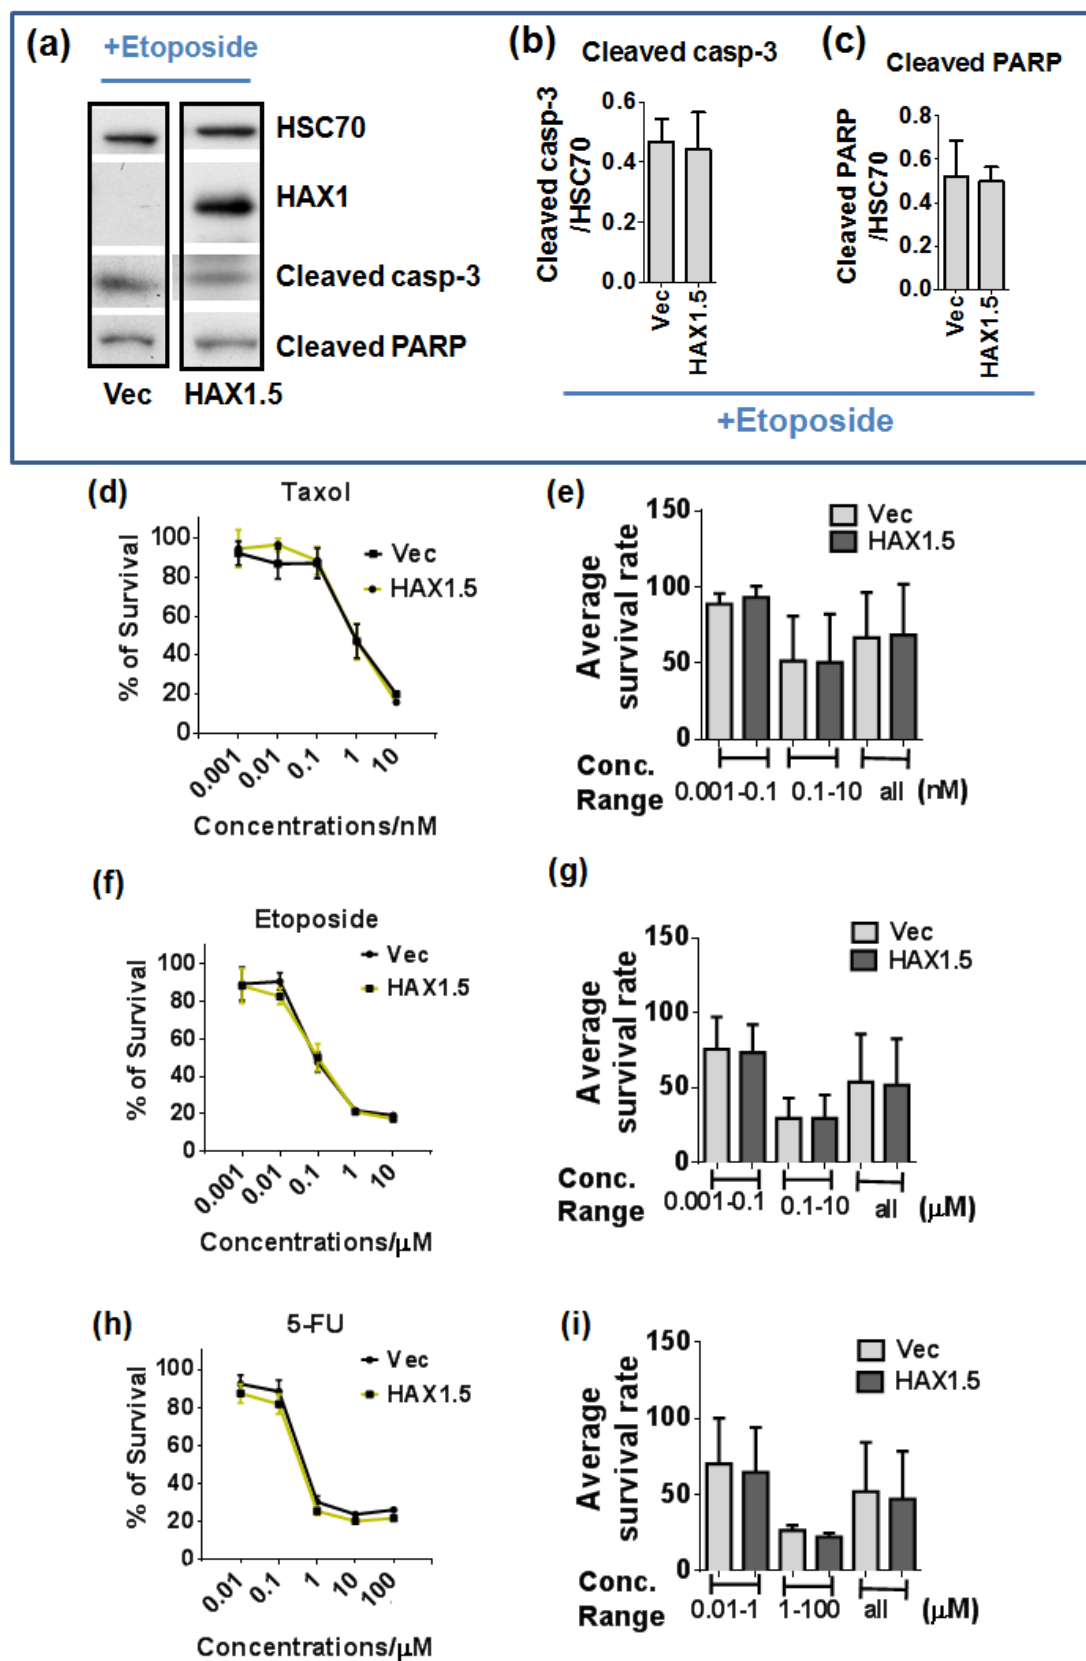 (a)
+Etoposide
HSC70
HAX1
Cleaved casp-3
Cleaved PARP
Vec HAX1.5
(b)
Cleaved casp-3
Cleaved casp-3
/HSC70
0.6
0.4
0.2
0.0
Vec
HAX1.5
(c)
Cleaved PARP
Cleaved PARP
/HSC70
0.8
0.6
0.4
0.2
0.0
Vec
HAX1.5
+Etoposide
(d)
Taxol
% of Survival
100
80
60
40
20
0
Vec
HAX1.5
0.001 0.01 0.1 1 10
Concentrations/nM
(e)
Average
survival rate
150
100
50
0
Vec
HAX1.5
Conc.
Range 0.001-0.1 0.1-10 all (nM)
(f)
Etoposide
% of Survival
100
80
60
40
20
0
Vec
HAX1.5
0.001 0.01 0.1 1 10
Concentrations/μM
(g)
Average
survival rate
150
100
50
0
Vec
HAX1.5
Conc.
Range 0.001-0.1 0.1-10 all (μM)
(h)
5-FU
% of Survival
100
80
60
40
20
0
Vec
HAX1.5
0.01 0.1 1 10 100
Concentrations/μM
(i)
Average
survival rate
150
100
50
0
Vec
HAX1.5
Conc.
Range 0.01-1 1-100 all (μM)